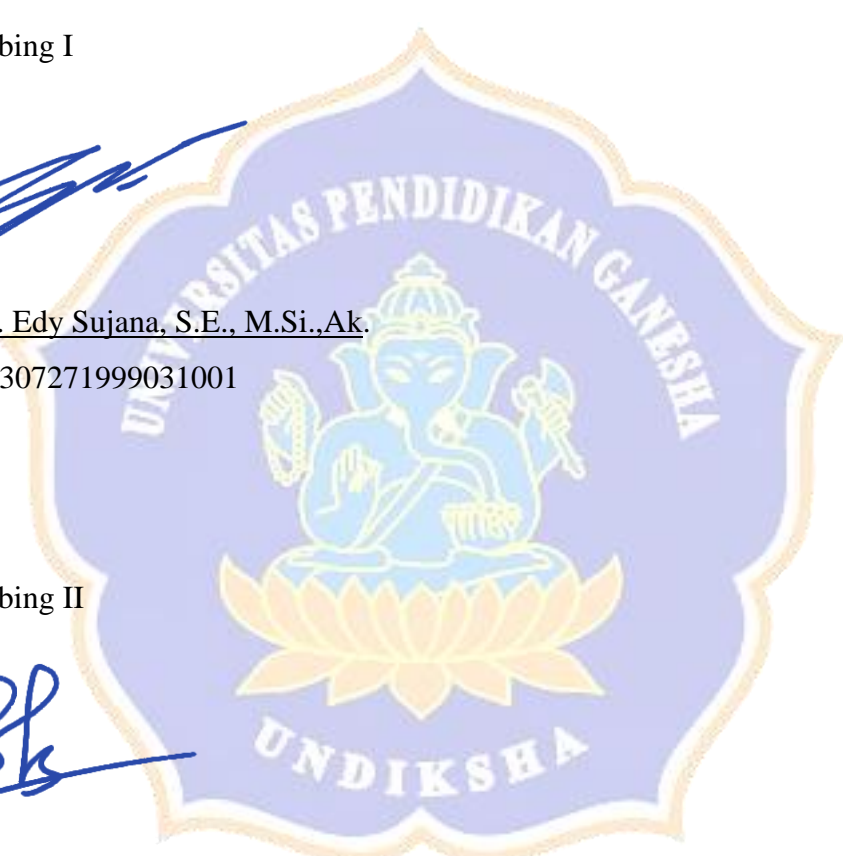 bing I
UNIVERSITAS PENDIDIKAN GANESHA
. Edy Sujana, S.E., M.Si.,Ak.
307271999031001
bing II
UNDIKSHA